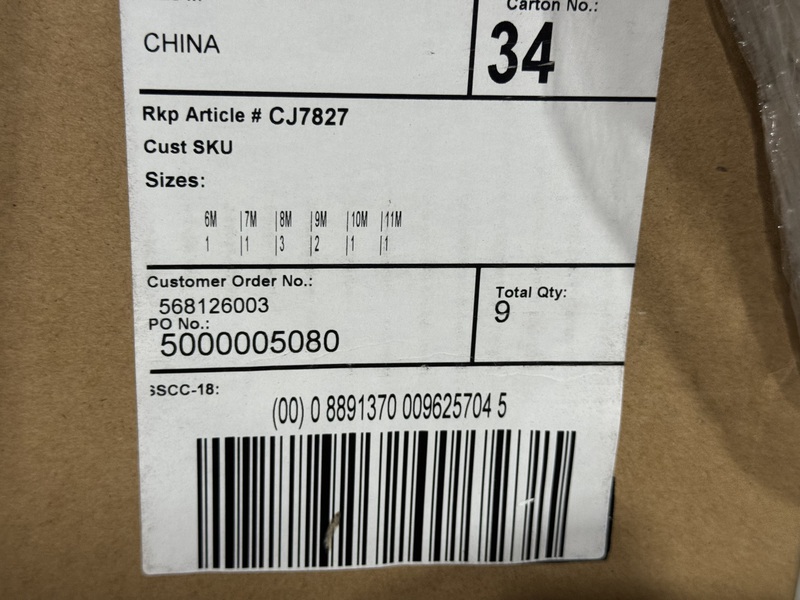 Carton No.:
CHINA
34
Rkp Article # CJ7827
Cust SKU
Sizes:
6M |7M |8M |9M |10M |11M
1 |1 |3 |2 |1 |1
Customer Order No.:
568126003
PO No.:
5000005080
Total Qty:
9
SSCC-18:
(00) 0 8891370 009625704 5